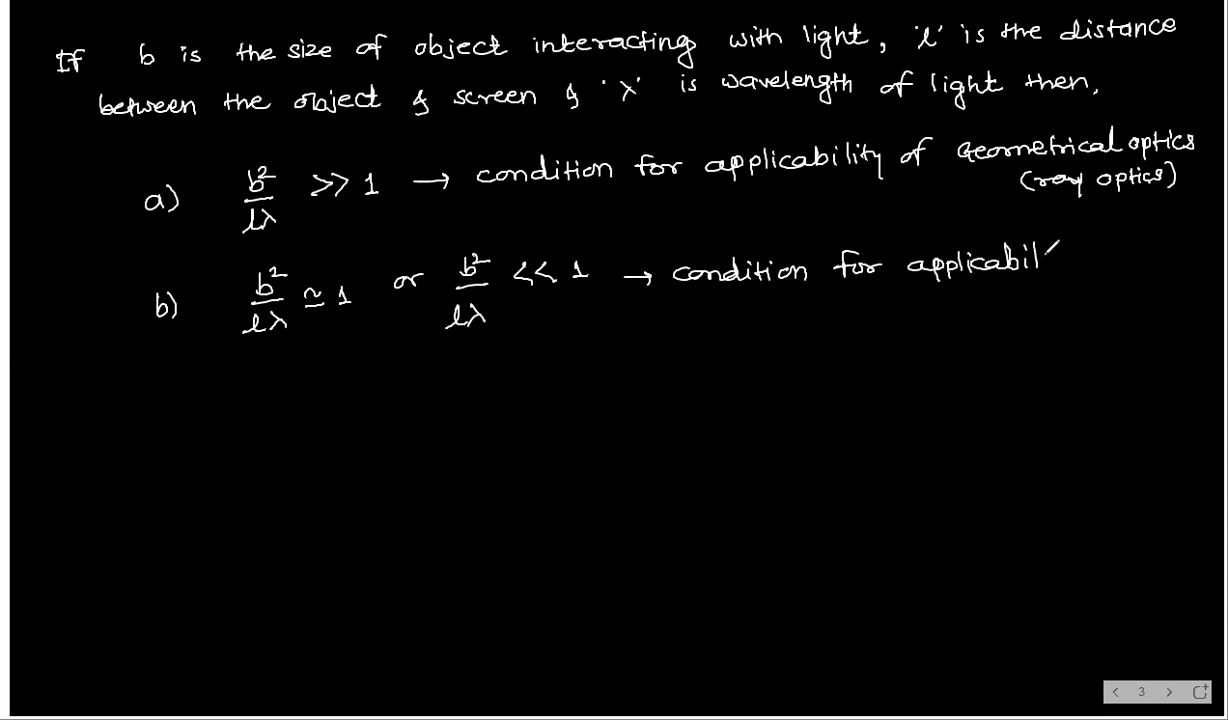 If b is the size of object interacting with light, 'l' is the distance
between the object & screen & 'λ' is wavelength of light then,
a) b²/lλ >> 1 → condition for applicability of Geometrical optics
(ray optics)
b) b²/lλ ≃ 1 or b²/lλ << 1 → condition for applicabil
< 3 >